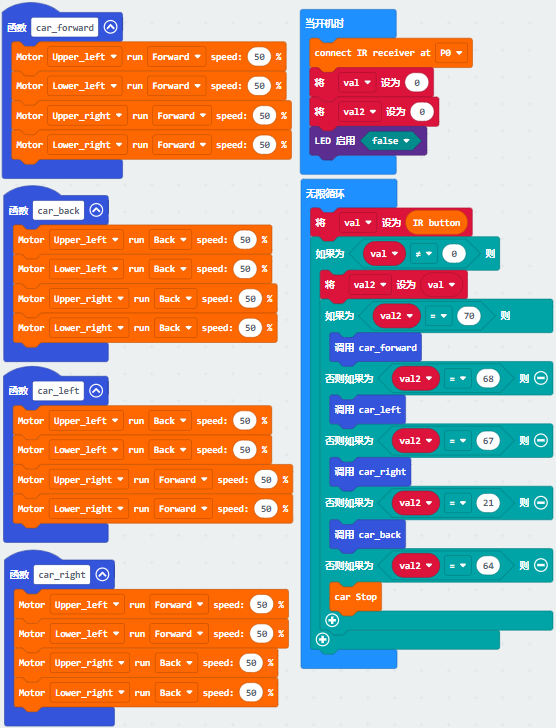 函数 car_forward
Motor Upper_left run Forward speed: 50 %
Motor Lower_left run Forward speed: 50 %
Motor Upper_right run Forward speed: 50 %
Motor Lower_right run Forward speed: 50 %
函数 car_back
Motor Upper_left run Back speed: 50 %
Motor Lower_left run Back speed: 50 %
Motor Upper_right run Back speed: 50 %
Motor Lower_right run Back speed: 50 %
函数 car_left
Motor Upper_left run Back speed: 50 %
Motor Lower_left run Back speed: 50 %
Motor Upper_right run Forward speed: 50 %
Motor Lower_right run Forward speed: 50 %
函数 car_right
Motor Upper_left run Forward speed: 50 %
Motor Lower_left run Forward speed: 50 %
Motor Upper_right run Back speed: 50 %
Motor Lower_right run Back speed: 50 %
当开机时
connect IR receiver at P0
将 val 设为 0
将 val2 设为 0
LED 启用 false
无限循环
将 val 设为 IR button
如果为 val ≠ 0 则
将 val2 设为 val
如果为 val2 = 70 则
调用 car_forward
否则如果为 val2 = 68 则
调用 car_left
否则如果为 val2 = 67 则
调用 car_right
否则如果为 val2 = 21 则
调用 car_back
否则如果为 val2 = 64 则
car Stop